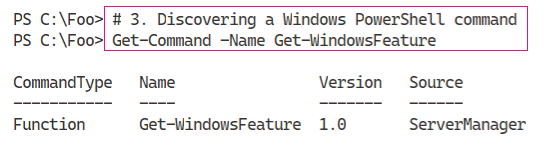 PS C:\Foo> # 3. Discovering a Windows PowerShell command
PS C:\Foo> Get-Command -Name Get-WindowsFeature
CommandType   Name                Version   Source
-----------   ----                -------   ------
Function      Get-WindowsFeature  1.0       ServerManager